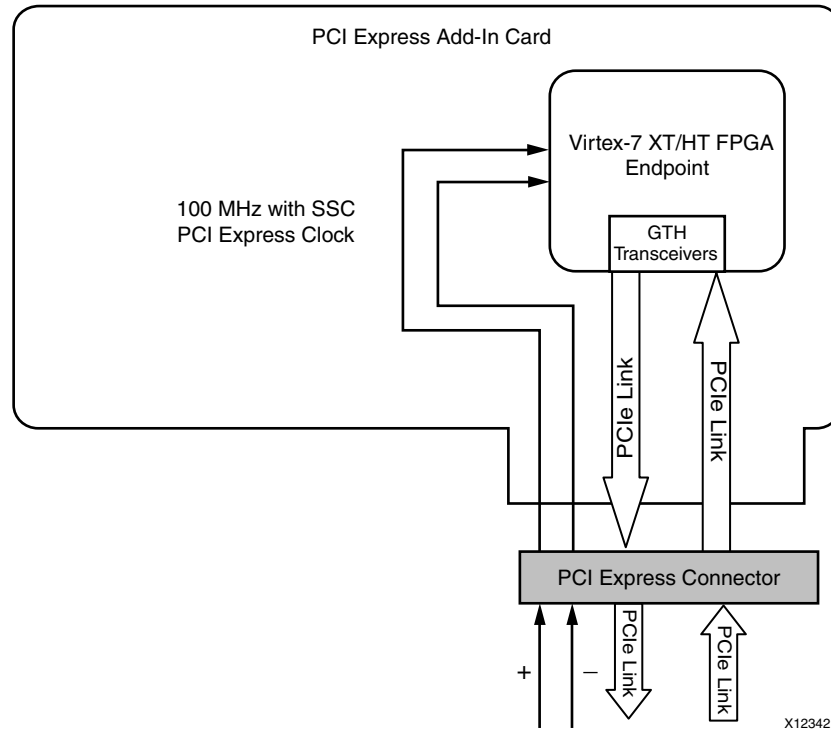 PCI Express Add-In Card
Virtex-7 XT/HT FPGA
Endpoint
100 MHz with SSC
PCI Express Clock
GTH
Transceivers
PCIe Link
PCIe Link
PCI Express Connector
+
–
PCIe Link
PCIe Link
X12342